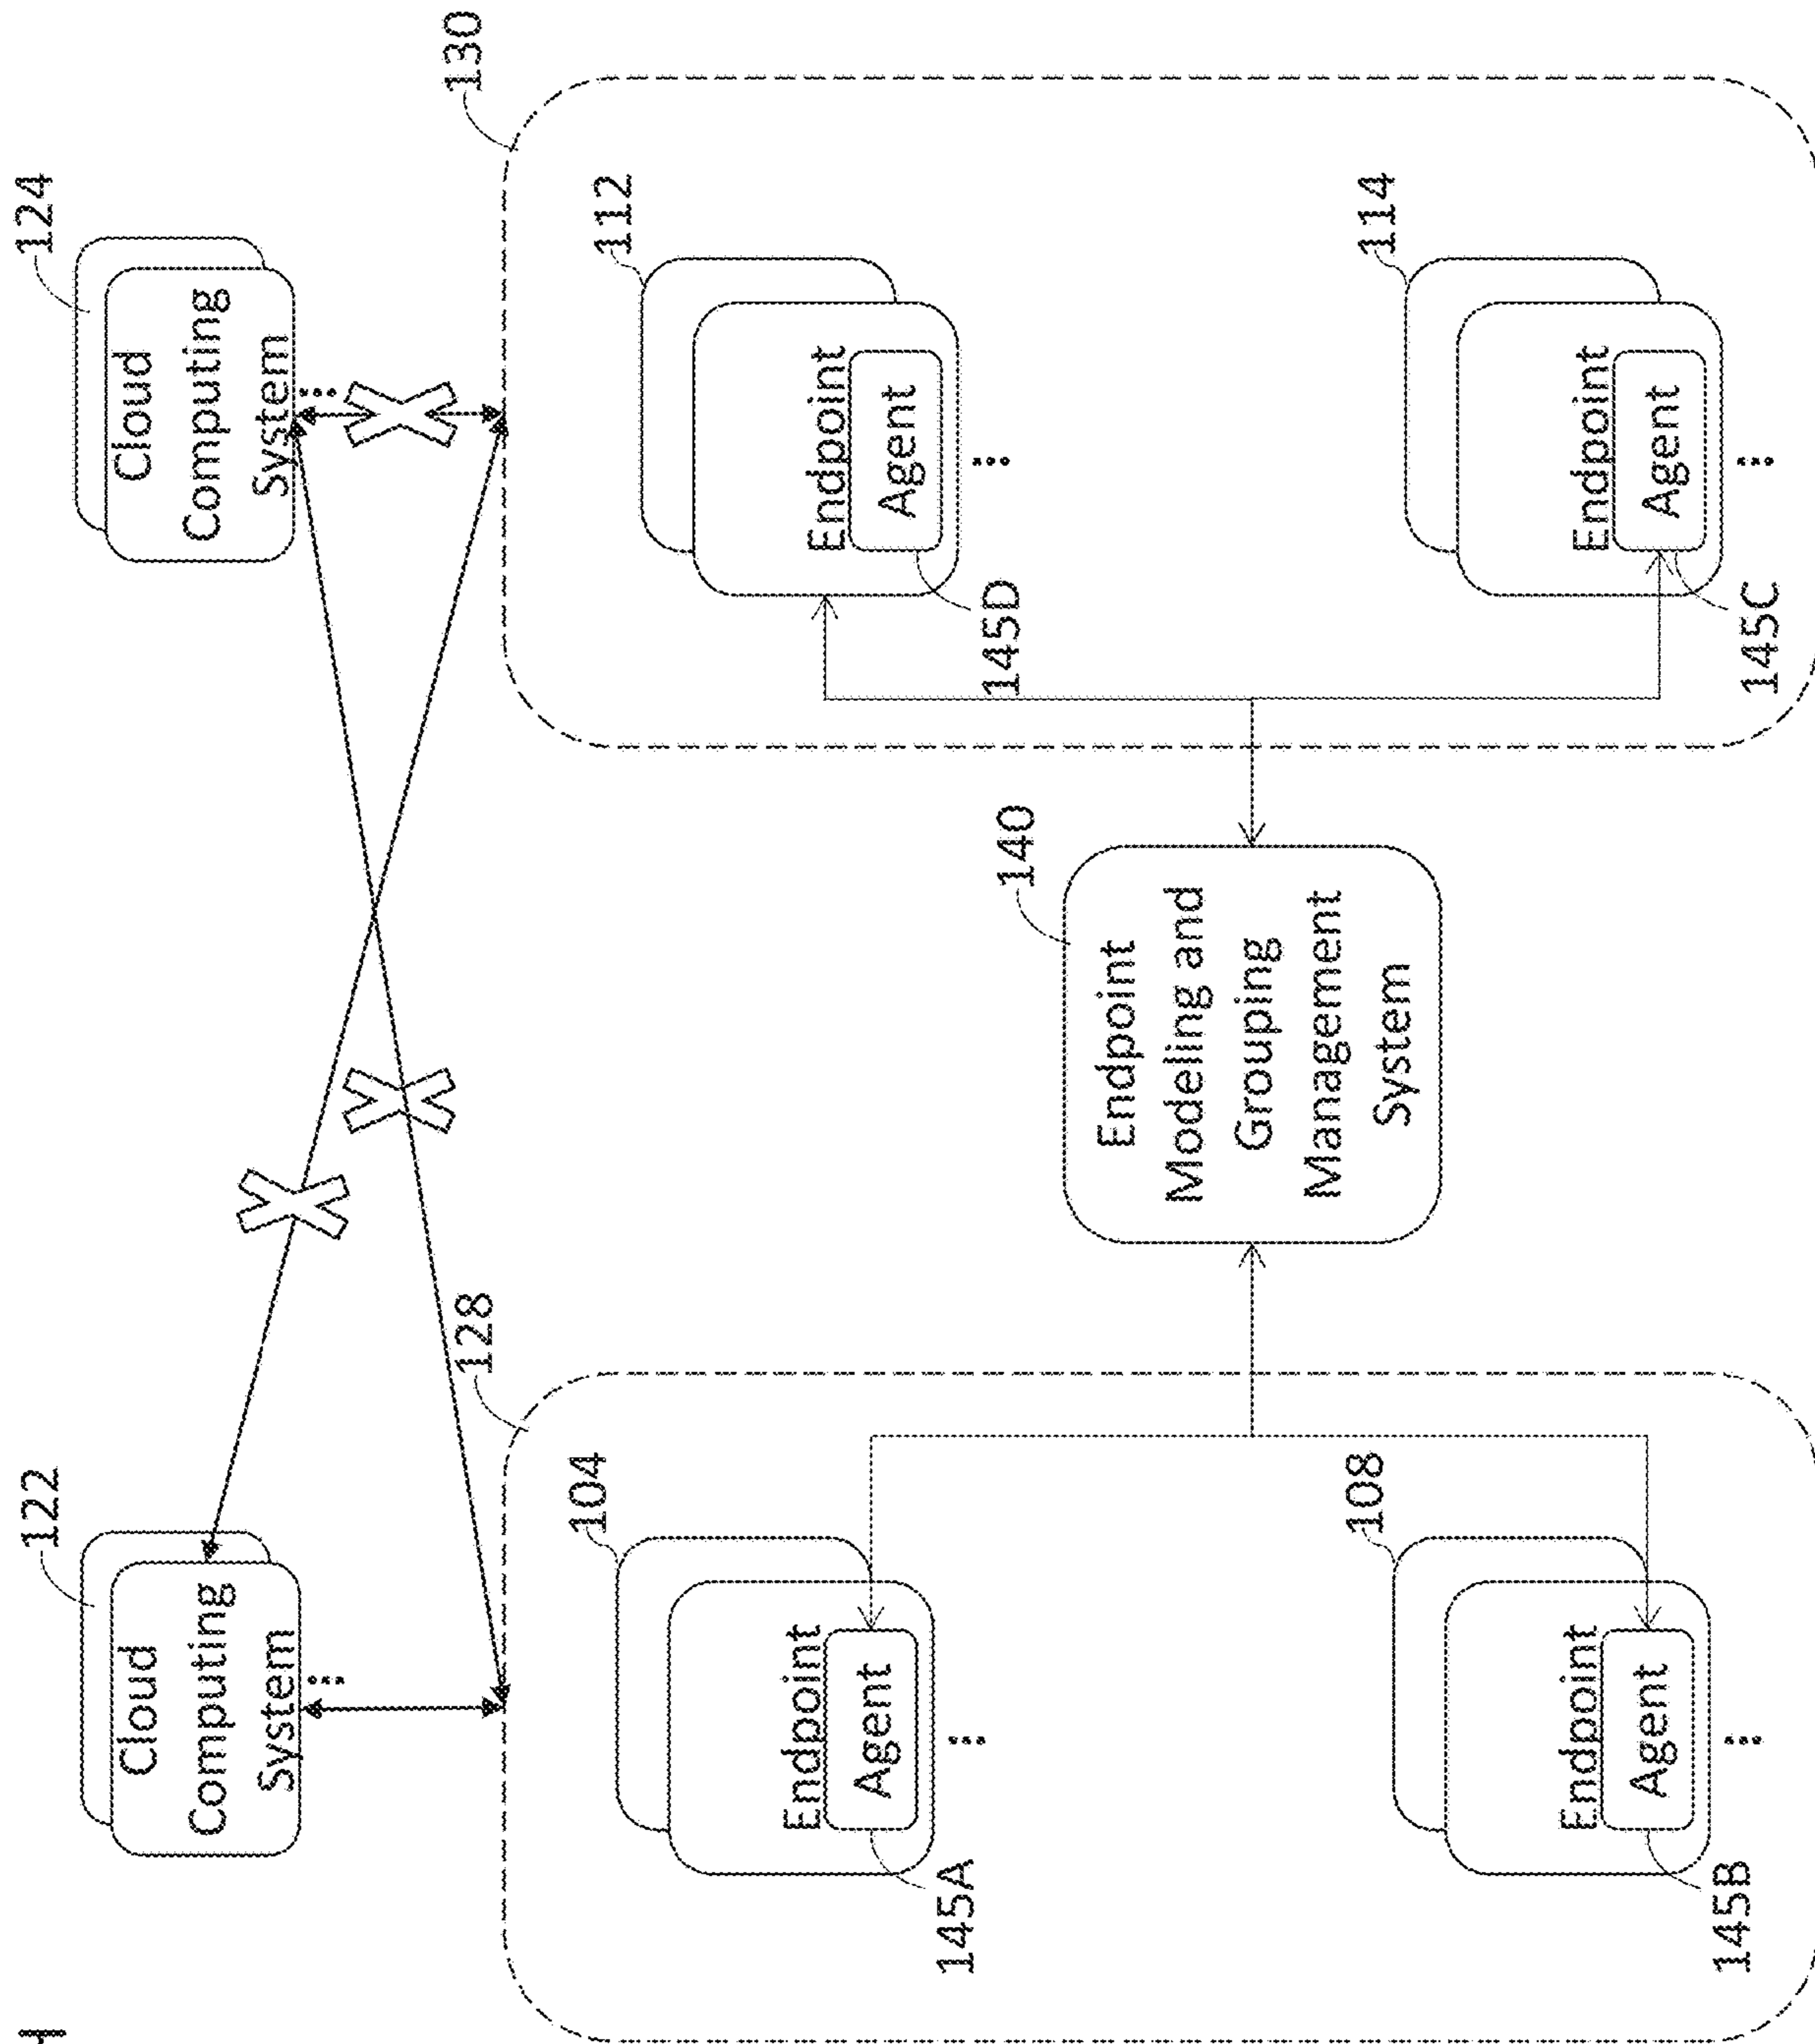 122
124
Cloud
Computing
System
...
Cloud
Computing
System
...
128
130
104
Endpoint
Agent
145A
...
112
Endpoint
Agent
145D
...
140
Endpoint
Modeling and
Grouping
Management
System
108
Endpoint
Agent
145B
...
114
Endpoint
Agent
145C
...